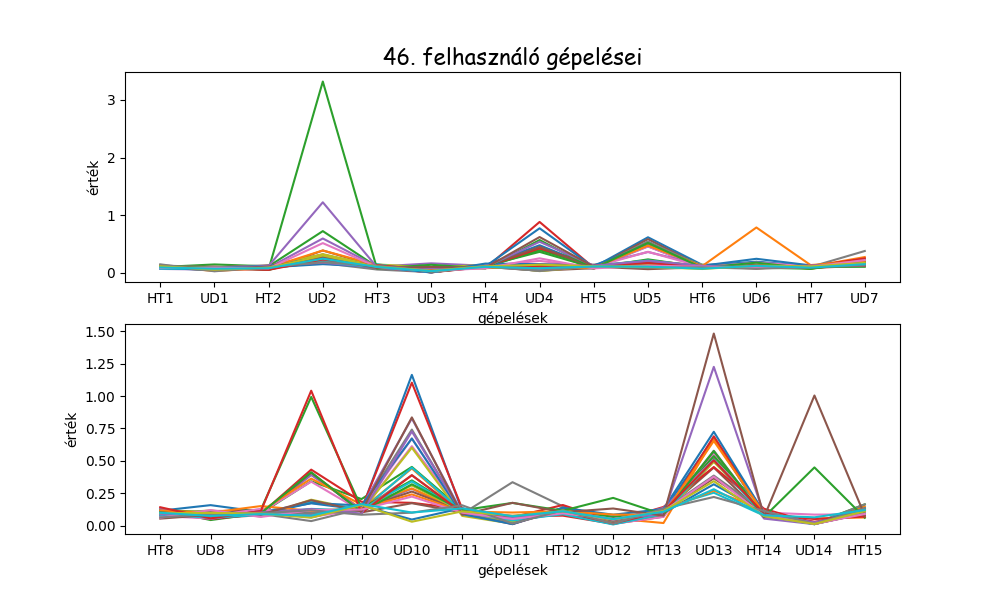 46. felhasználó gépelései
érték
3
2
1
0
HT1 UD1 HT2 UD2 HT3 UD3 HT4 UD4 HT5 UD5 HT6 UD6 HT7 UD7
gépelések
érték
1.50
1.25
1.00
0.75
0.50
0.25
0.00
HT8 UD8 HT9 UD9 HT10 UD10 HT11 UD11 HT12 UD12 HT13 UD13 HT14 UD14 HT15
gépelések